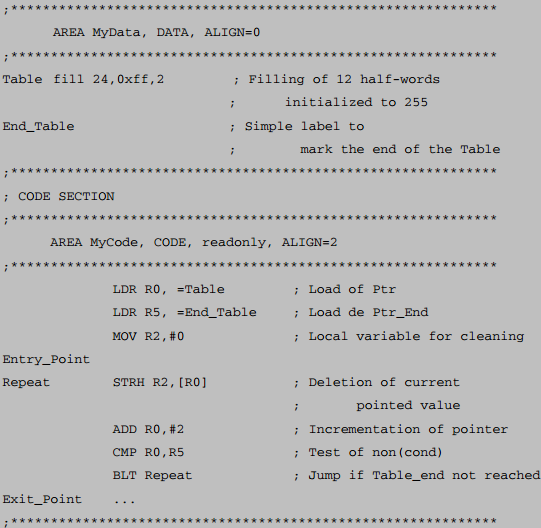 ;**************************************************************
AREA MyData, DATA, ALIGN=0
;**************************************************************
Table fill 24,0xff,2 ; Filling of 12 half-words
; initialized to 255
End_Table ; Simple label to
; mark the end of the Table
;**************************************************************
; CODE SECTION
;**************************************************************
AREA MyCode, CODE, readonly, ALIGN=2
;**************************************************************
LDR R0, =Table ; Load of Ptr
LDR R5, =End_Table ; Load de Ptr_End
MOV R2,#0 ; Local variable for cleaning
Entry_Point
Repeat STRH R2,[R0] ; Deletion of current
; pointed value
ADD R0,#2 ; Incrementation of pointer
CMP R0,R5 ; Test of non(cond)
BLT Repeat ; Jump if Table_end not reached
Exit_Point ...
;**************************************************************